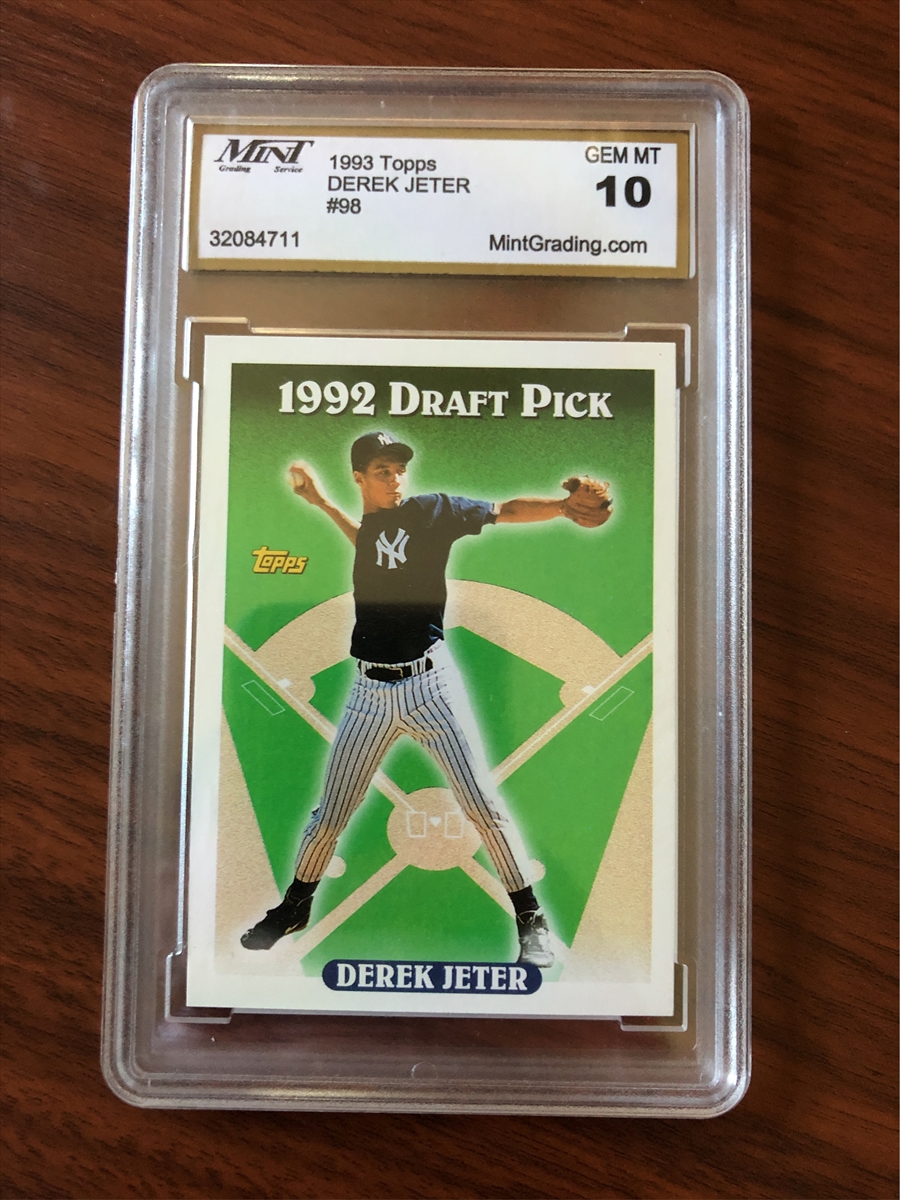 MINT
Grading Service
1993 Topps
DEREK JETER
#98
GEM MT
10
32084711
MintGrading.com
1992 DRAFT PICK
NY
NY
topps
DEREK JETER